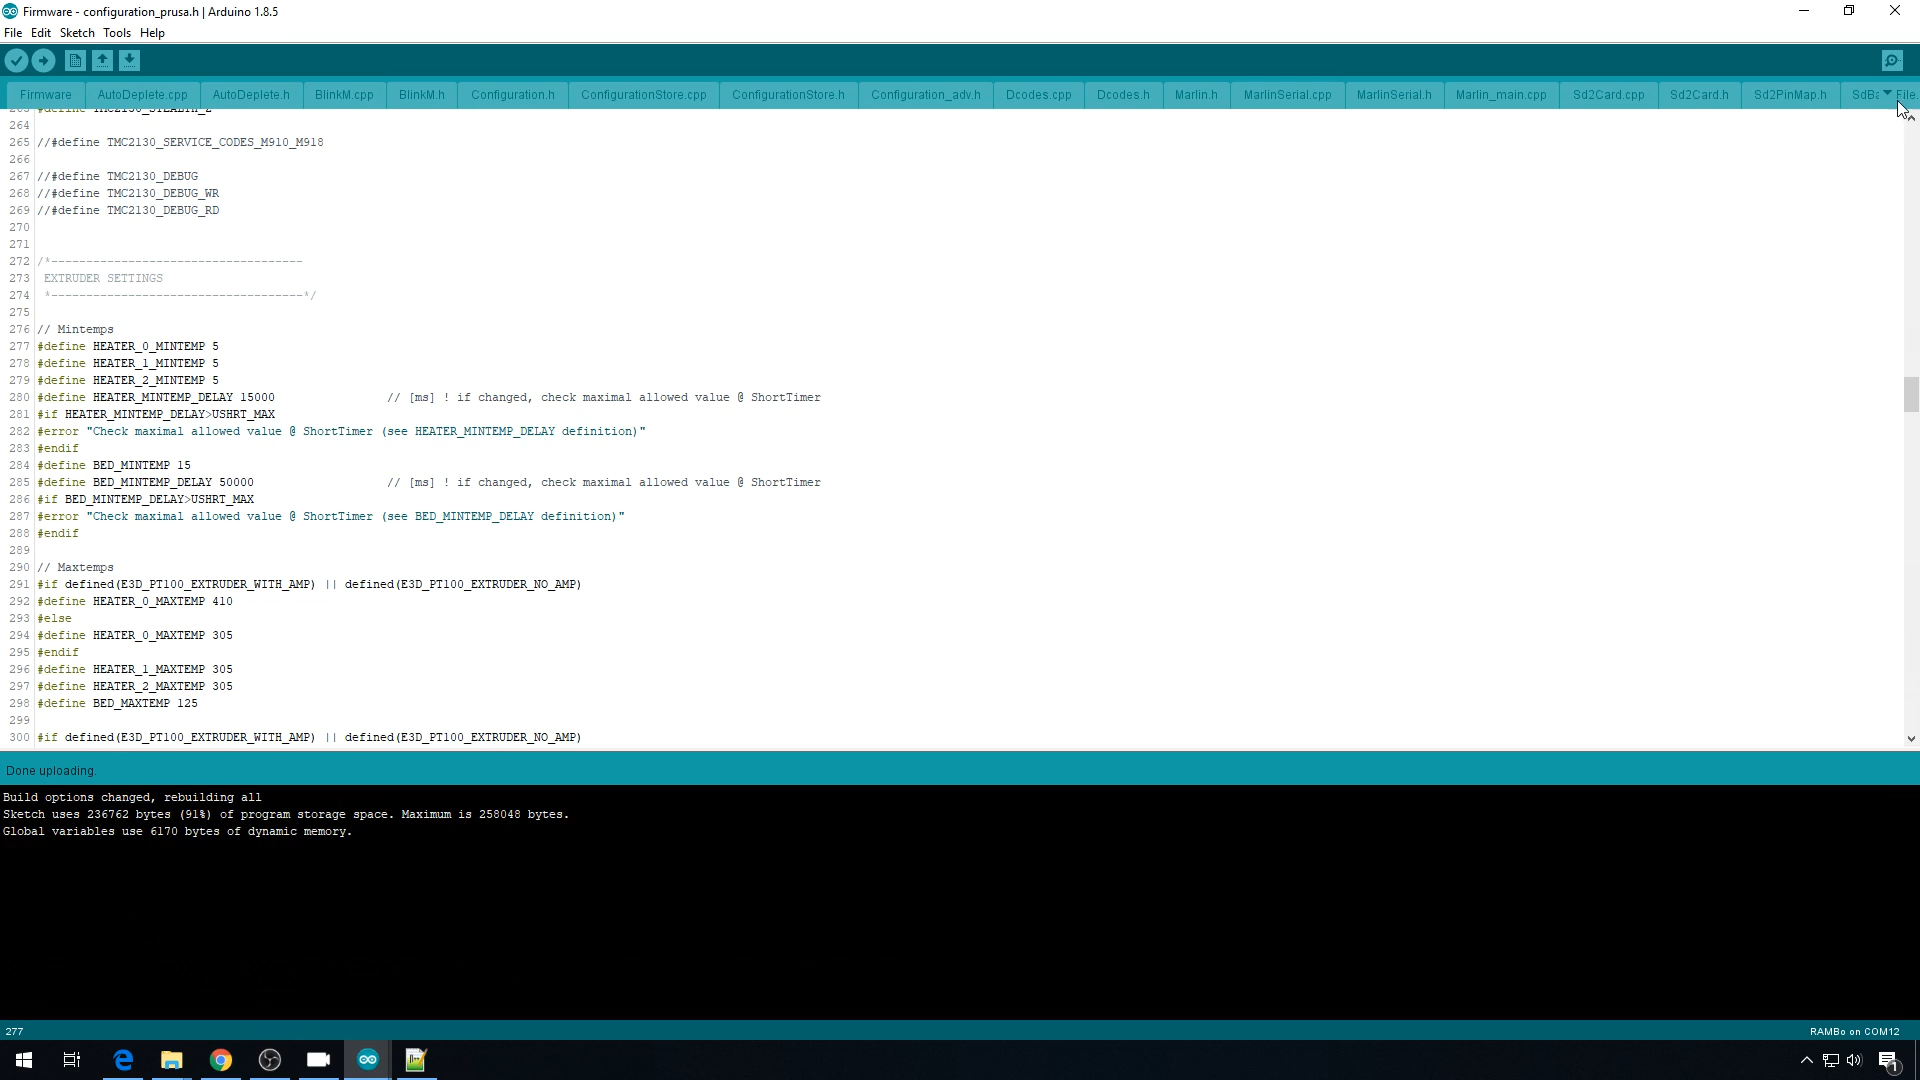 Firmware - configuration_prusa.h | Arduino 1.8.5
File Edit Sketch Tools Help
Firmware AutoDeplete.cpp AutoDeplete.h BlinkM.cpp BlinkM.h Configuration.h ConfigurationStore.cpp ConfigurationStore.h Configuration_adv.h Dcodes.cpp Dcodes.h Marlin.h MarlinSerial.cpp MarlinSerial.h Marlin_main.cpp Sd2Card.cpp Sd2Card.h Sd2PinMap.h SdBa File.
263 #define TMC2130_STEALTH_Z
264
265 //#define TMC2130_SERVICE_CODES_M910_M918
266
267 //#define TMC2130_DEBUG
268 //#define TMC2130_DEBUG_WR
269 //#define TMC2130_DEBUG_RD
270
271
272 /*------------------------------------
273 EXTRUDER SETTINGS
274 *------------------------------------*/
275
276 // Mintemps
277 #define HEATER_0_MINTEMP 5
278 #define HEATER_1_MINTEMP 5
279 #define HEATER_2_MINTEMP 5
280 #define HEATER_MINTEMP_DELAY 15000 // [ms] ! if changed, check maximal allowed value @ ShortTimer
281 #if HEATER_MINTEMP_DELAY>USHRT_MAX
282 #error "Check maximal allowed value @ ShortTimer (see HEATER_MINTEMP_DELAY definition)"
283 #endif
284 #define BED_MINTEMP 15
285 #define BED_MINTEMP_DELAY 50000 // [ms] ! if changed, check maximal allowed value @ ShortTimer
286 #if BED_MINTEMP_DELAY>USHRT_MAX
287 #error "Check maximal allowed value @ ShortTimer (see BED_MINTEMP_DELAY definition)"
288 #endif
289
290 // Maxtemps
291 #if defined(E3D_PT100_EXTRUDER_WITH_AMP) || defined(E3D_PT100_EXTRUDER_NO_AMP)
292 #define HEATER_0_MAXTEMP 410
293 #else
294 #define HEATER_0_MAXTEMP 305
295 #endif
296 #define HEATER_1_MAXTEMP 305
297 #define HEATER_2_MAXTEMP 305
298 #define BED_MAXTEMP 125
299
300 #if defined(E3D_PT100_EXTRUDER_WITH_AMP) || defined(E3D_PT100_EXTRUDER_NO_AMP)
Done uploading.
Build options changed, rebuilding all
Sketch uses 236762 bytes (91%) of program storage space. Maximum is 258048 bytes.
Global variables use 6170 bytes of dynamic memory.
277 RAMBo on COM12
1